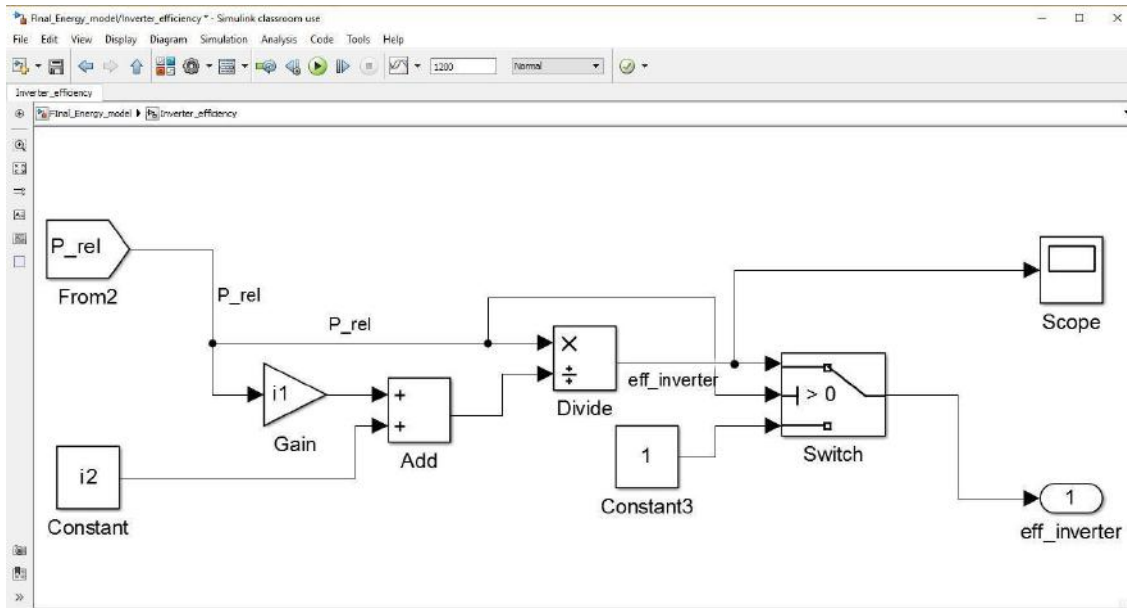 FInal_Energy_model/Inverter_efficiency * - Simulink classroom use
File Edit View Display Diagram Simulation Analysis Code Tools Help
1200 Normal
Inverter_efficiency
FInal_Energy_model Inverter_efficiency
P_rel
From2
P_rel
P_rel
Scope
eff_inverter
> 0
i1
Divide
Gain
Add
1
Switch
i2
Constant3
1
Constant
eff_inverter